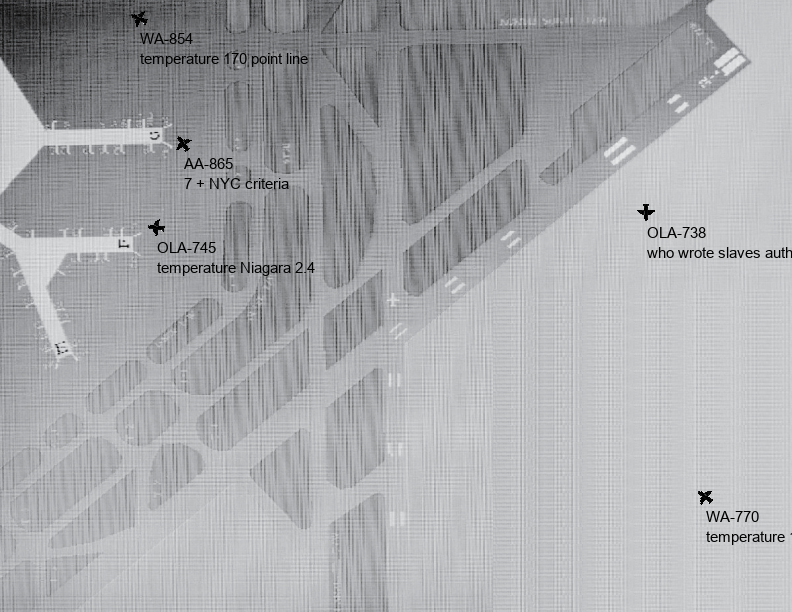 WA-854
temperature 170 point line
AA-865
7 + NYC criteria
OLA-745
temperature Niagara 2.4
OLA-738
who wrote slaves auth
WA-770
temperature